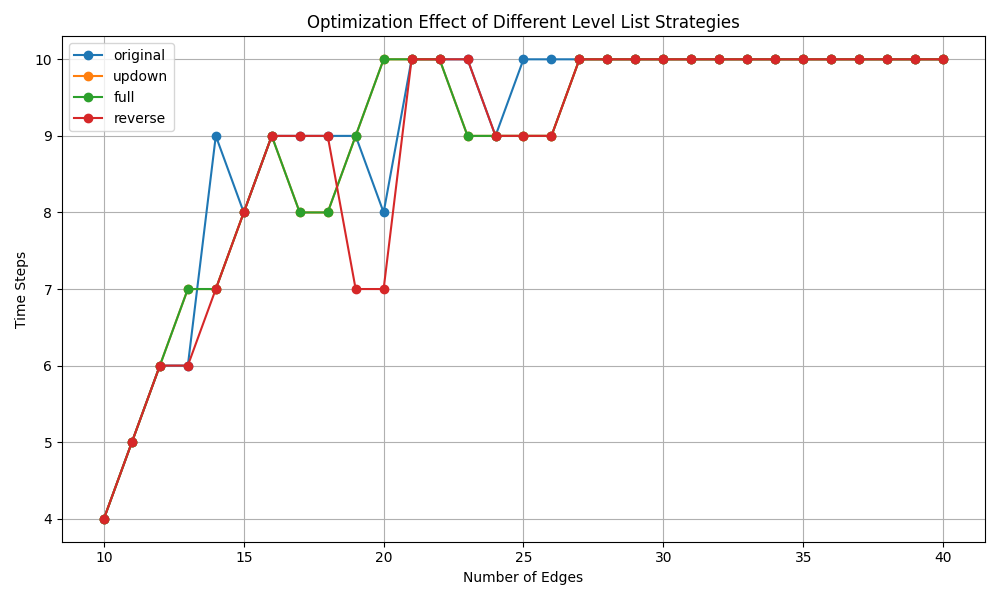 Optimization Effect of Different Level List Strategies
original
updown
full
reverse
Time Steps
10
9
8
7
6
5
4
10 15 20 25 30 35 40
Number of Edges